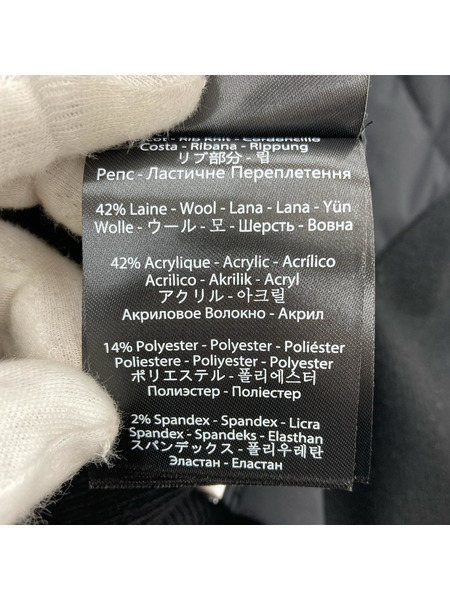 Rib Knit - Cardoncillo
Costa - Ribana - Rippung
リブ部分 - 립
Репс - Ластичне Переплетення
42% Laine - Wool - Lana - Lana - Yün
Wolle - ウール - 모 - Шерсть - Вовна
42% Acrylique - Acrylic - Acrílico
Acrilico - Akrilik - Acryl
アクリル - 아크릴
Акриловое Волокно - Акрил
14% Polyester - Polyester - Poliéster
Poliestere - Polyester - Polyester
ポリエステル - 폴리에스터
Полиэстер - Поліестер
2% Spandex - Spandex - Licra
Spandex - Spandeks - Elasthan
スパンデックス - 폴리우레탄
Эластан - Еластан